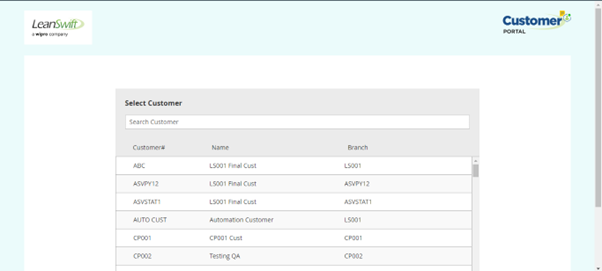 LeanSwift
a wipro company
Customer
PORTAL
Select Customer
Search Customer
Customer# Name Branch
ABC LS001 Final Cust LS001
ASVPY12 LS001 Final Cust ASVPY12
ASVSTAT1 LS001 Final Cust ASVSTAT1
AUTO CUST Automation Customer LS001
CP001 CP001 Cust CP001
CP002 Testing QA CP002